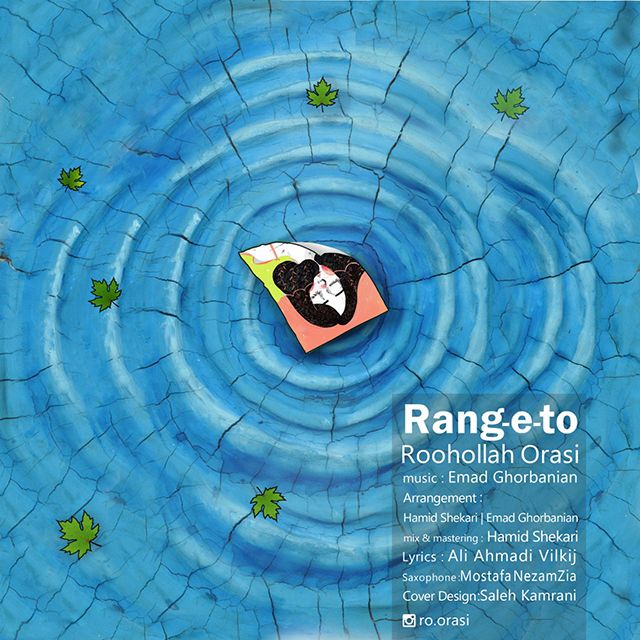 Rang-e-to
Roohollah Orasi
music : Emad Ghorbanian
Arrangement :
Hamid Shekari | Emad Ghorbanian
mix & mastering : Hamid Shekari
Lyrics : Ali Ahmadi Vilkij
Saxophone :Mostafa NezamZia
Cover Design:Saleh Kamrani
ro.orasi